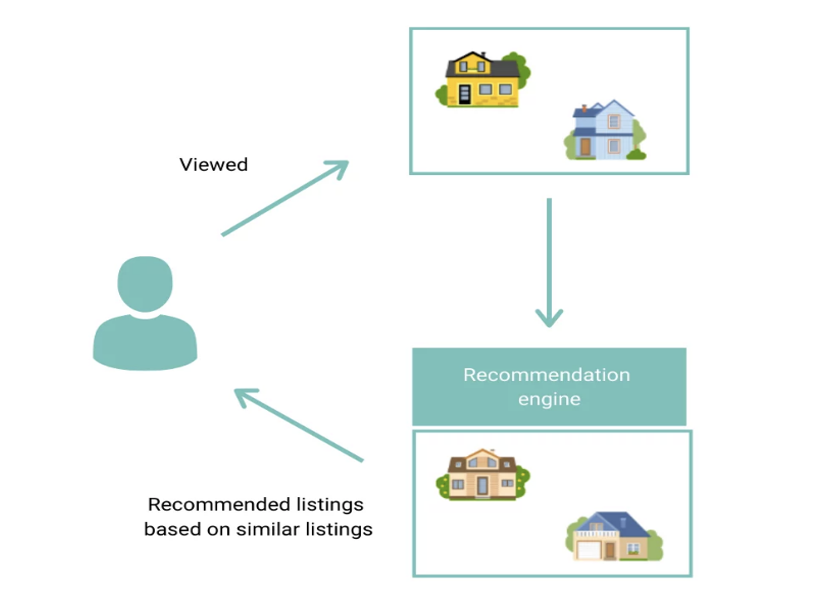 Viewed
Recommendation
engine
Recommended listings
based on similar listings